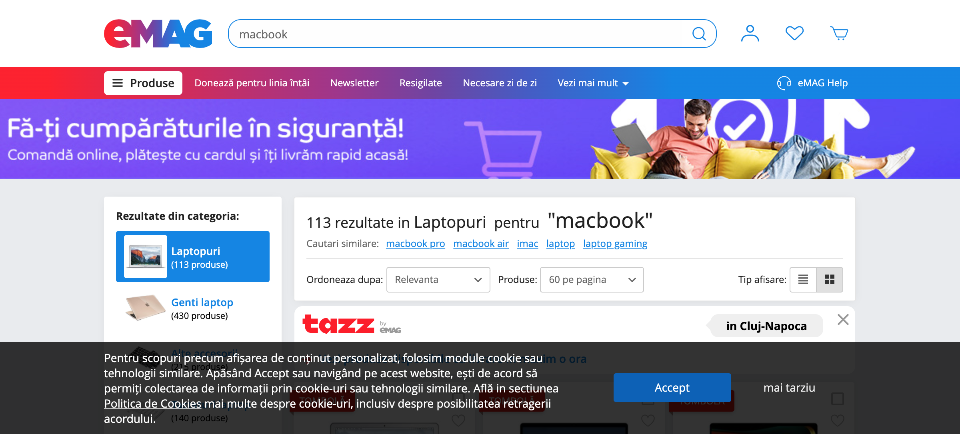 eMAG
macbook
Produse
Donează pentru linia întâi
Newsletter
Resigilate
Necesare zi de zi
Vezi mai mult
eMAG Help
Fă-ți cumpărăturile în siguranță!
Comandă online, plătește cu cardul și îți livrăm rapid acasă!
Rezultate din categoria:
Laptopuri
(113 produse)
Genti laptop
(430 produse)
113 rezultate in Laptopuri pentru "macbook"
Cautari similare: macbook pro macbook air imac laptop laptop gaming
Ordoneaza dupa: Relevanta Produse: 60 pe pagina Tip afisare:
tazz by eMAG
in Cluj-Napoca
o ora
Pentru scopuri precum afișarea de conținut personalizat, folosim module cookie sau
tehnologii similare. Apăsând Accept sau navigând pe acest website, ești de acord să
permiți colectarea de informații prin cookie-uri sau tehnologii similare. Află in sectiunea
Politica de Cookies mai multe despre cookie-uri, inclusiv despre posibilitatea retragerii
acordului.
Accept
mai tarziu
(140 produse)